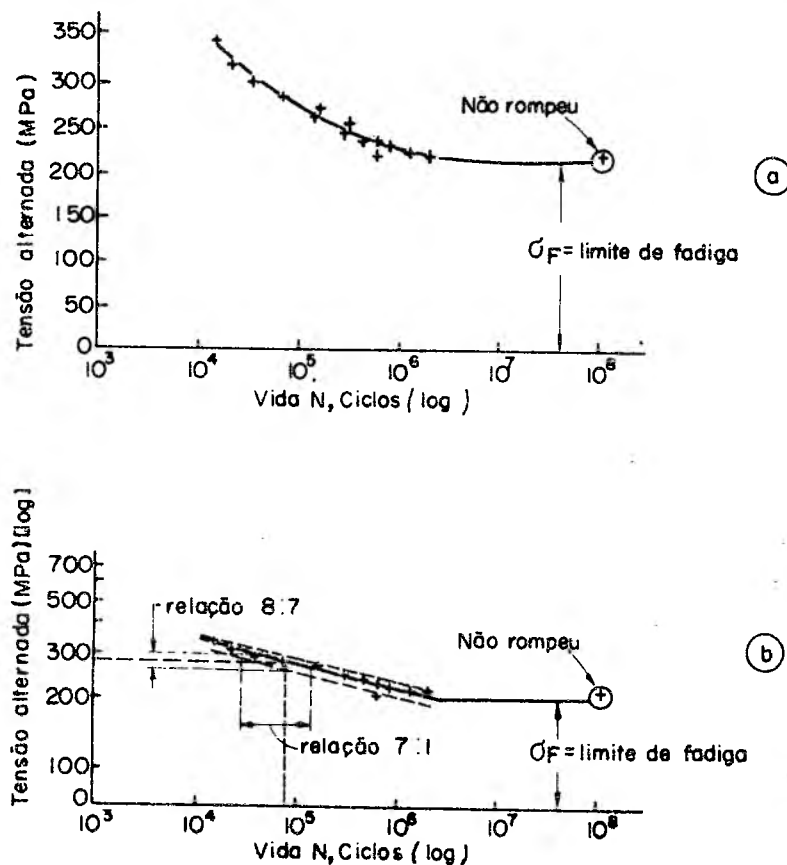 Tensão alternada (MPa)
350
300
250
200
150
100
50
0
Não rompeu
σF = limite de fadiga
a
10³
10⁴
10⁵
10⁶
10⁷
10⁸
Vida N, Ciclos (log)
Tensão alternada (MPa) [log]
700
500
300
200
100
0
relação 8:7
relação 7:1
Não rompeu
σF = limite de fadiga
b
10³
10⁴
10⁵
10⁶
10⁷
10⁸
Vida N, Ciclos (log)